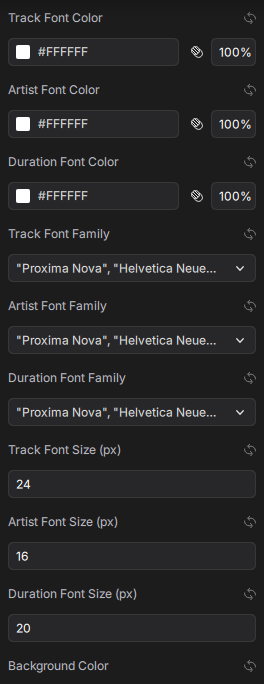 Track Font Color
#FFFFFF 100%
Artist Font Color
#FFFFFF 100%
Duration Font Color
#FFFFFF 100%
Track Font Family
"Proxima Nova", "Helvetica Neue...
Artist Font Family
"Proxima Nova", "Helvetica Neue...
Duration Font Family
"Proxima Nova", "Helvetica Neue...
Track Font Size (px)
24
Artist Font Size (px)
16
Duration Font Size (px)
20
Background Color